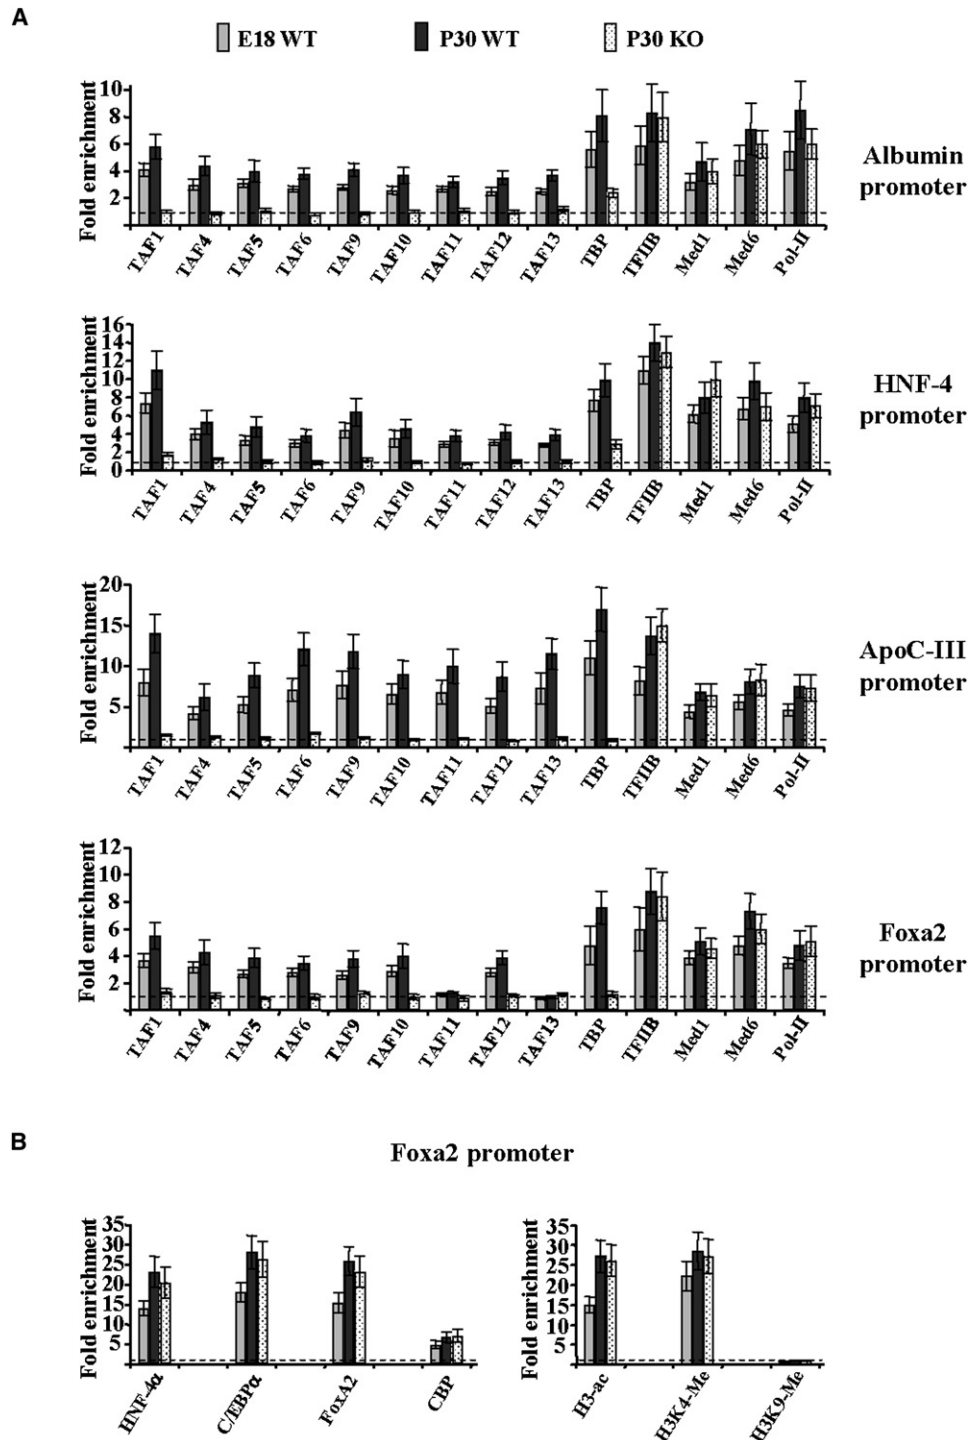 A
E18 WT P30 WT P30 KO
Fold enrichment
10
8
6
4
2
TAF1 TAF4 TAF5 TAF6 TAF9 TAF10 TAF11 TAF12 TAF13 TBP TFIIB Med1 Med6 Pol-II
Albumin
promoter
Fold enrichment
16
14
12
10
8
6
4
2
0
TAF1 TAF4 TAF5 TAF6 TAF9 TAF10 TAF11 TAF12 TAF13 TBP TFIIB Med1 Med6 Pol-II
HNF-4
promoter
Fold enrichment
20
15
10
5
TAF1 TAF4 TAF5 TAF6 TAF9 TAF10 TAF11 TAF12 TAF13 TBP TFIIB Med1 Med6 Pol-II
ApoC-III
promoter
Fold enrichment
12
10
8
6
4
2
TAF1 TAF4 TAF5 TAF6 TAF9 TAF10 TAF11 TAF12 TAF13 TBP TFIIB Med1 Med6 Pol-II
Foxa2
promoter
B
Foxa2 promoter
Fold enrichment
35
30
25
20
15
10
5
HNF-4α C/EBPα FoxA2 CBP
Fold enrichment
35
30
25
20
15
10
5
H3-ac H3K4-Me H3K9-Me